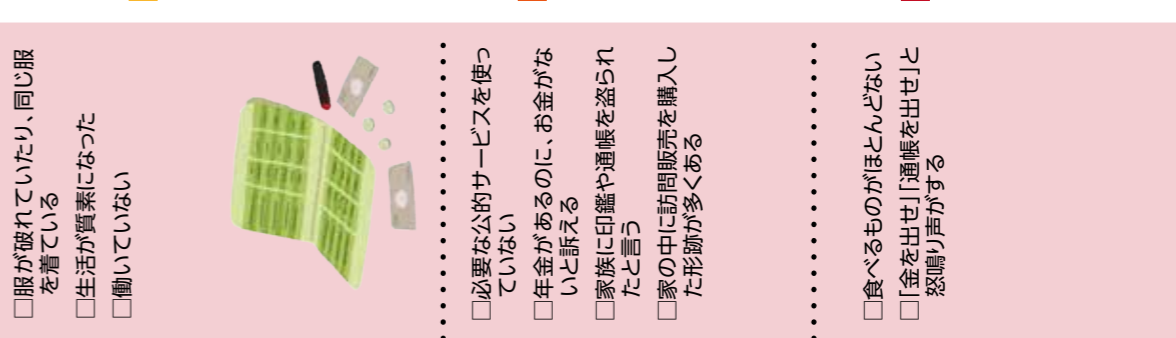 □服が破れていたり、同じ服
を着ている
□生活が質素になった
□働いていない
□必要な公的サービスを使っ
ていない
□年金があるのに、お金がな
いと訴える
□家族に印鑑や通帳を盗られ
たと言う
□家の中に訪問販売を購入し
た形跡が多くある
□食べるものがほとんどない
□「金を出せ」「通帳を出せ」と
怒鳴り声がする